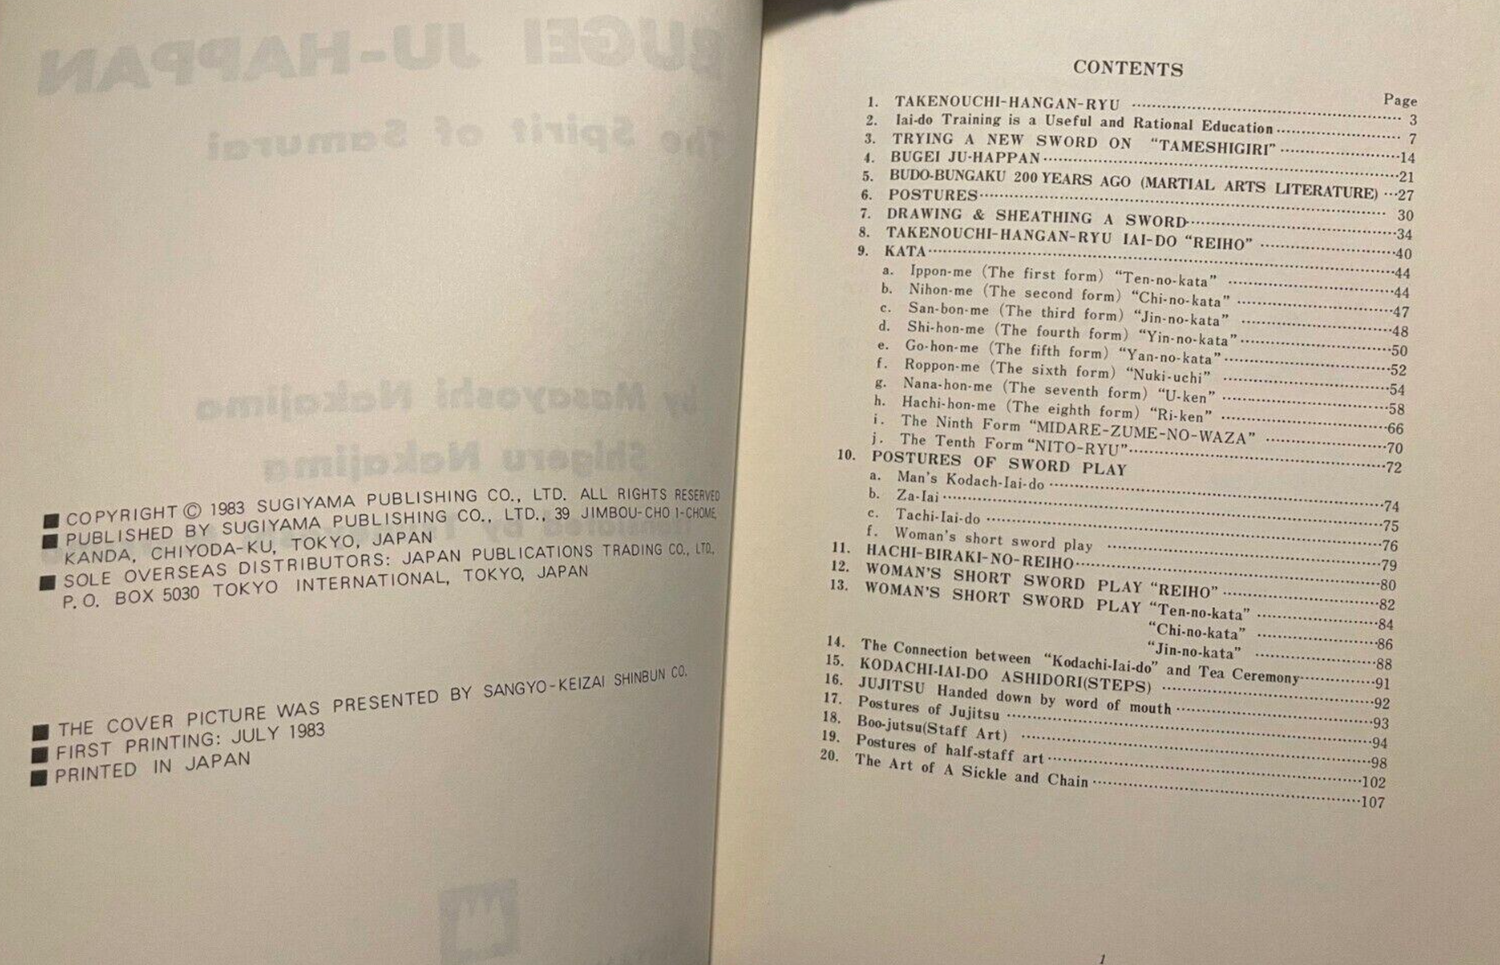 COPYRIGHT © 1983 SUGIYAMA PUBLISHING CO., LTD. ALL RIGHTS RESERVED
PUBLISHED BY SUGIYAMA PUBLISHING CO., LTD., 39 JIMBOU-CHO 1-CHOME,
KANDA, CHIYODA-KU, TOKYO, JAPAN
SOLE OVERSEAS DISTRIBUTORS: JAPAN PUBLICATIONS TRADING CO., LTD.
P.O. BOX 5030 TOKYO INTERNATIONAL, TOKYO, JAPAN
THE COVER PICTURE WAS PRESENTED BY SANGYO-KEIZAI SHINBUN CO.
FIRST PRINTING: JULY 1983
PRINTED IN JAPAN
CONTENTS
Page
1. TAKENOUCHI-HANGAN-RYU 3
2. Iai-do Training is a Useful and Rational Education 7
3. TRYING A NEW SWORD ON "TAMESHIGIRI" 14
4. BUGEI JU-HAPPAN 21
5. BUDO-BUNGAKU 200 YEARS AGO (MARTIAL ARTS LITERATURE) 27
6. POSTURES 30
7. DRAWING & SHEATHING A SWORD 34
8. TAKENOUCHI-HANGAN-RYU IAI-DO "REIHO" 40
9. KATA 44
a. Ippon-me (The first form) "Ten-no-kata" 44
b. Nihon-me (The second form) "Chi-no-kata" 47
c. San-bon-me (The third form) "Jin-no-kata" 48
d. Shi-hon-me (The fourth form) "Yin-no-kata" 50
e. Go-hon-me (The fifth form) "Yan-no-kata" 52
f. Roppon-me (The sixth form) "Nuki-uchi" 54
g. Nana-hon-me (The seventh form) "U-ken" 58
h. Hachi-hon-me (The eighth form) "Ri-ken" 66
i. The Ninth Form "MIDARE-ZUME-NO-WAZA" 70
j. The Tenth Form "NITO-RYU" 72
10. POSTURES OF SWORD PLAY
a. Man's Kodach-Iai-do 74
b. Za-Iai 75
c. Tachi-Iai-do 76
f. Woman's short sword play 79
11. HACHI-BIRAKI-NO-REIHO 80
12. WOMAN'S SHORT SWORD PLAY "REIHO" 82
13. WOMAN'S SHORT SWORD PLAY "Ten-no-kata" 84
"Chi-no-kata" 86
"Jin-no-kata" 88
14. The Connection between "Kodachi-Iai-do" and Tea Ceremony 91
15. KODACHI-IAI-DO ASHIDORI(STEPS) 92
16. JUJITSU Handed down by word of mouth 93
17. Postures of Jujitsu 94
18. Boo-jutsu(Staff Art) 98
19. Postures of half-staff art 102
20. The Art of A Sickle and Chain 107
1